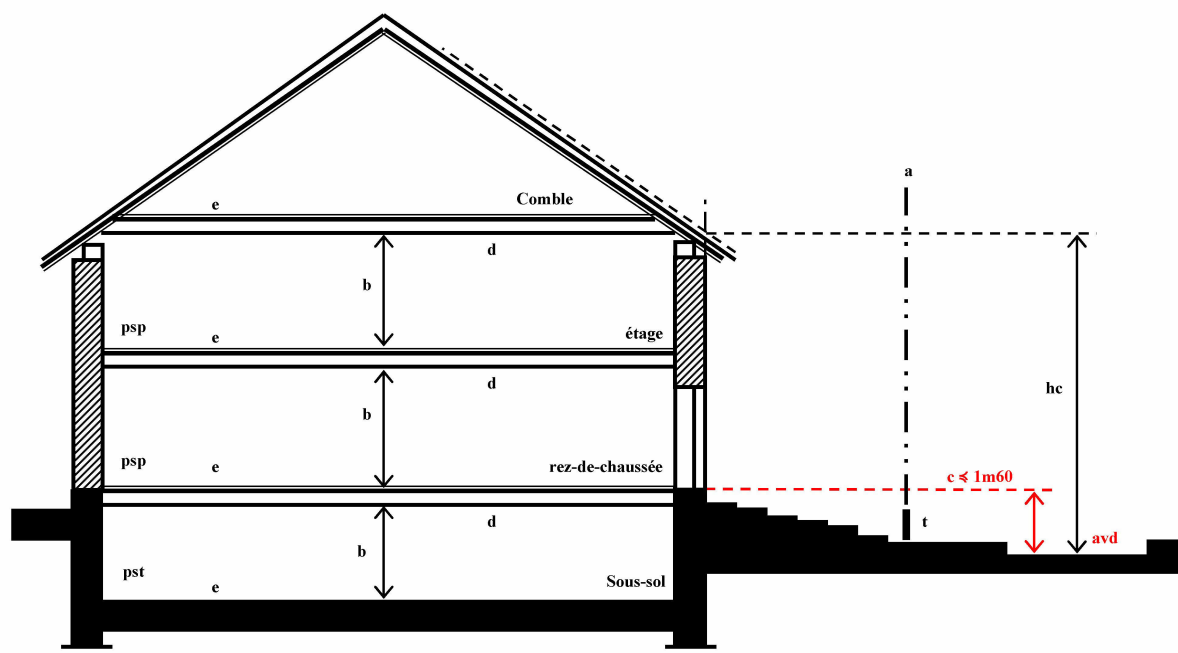 a
e
Comble
d
b
psp
e
étage
hc
d
b
psp
e
rez-de-chaussée
c ⩽ 1m60
d
t
avd
b
pst
e
Sous-sol